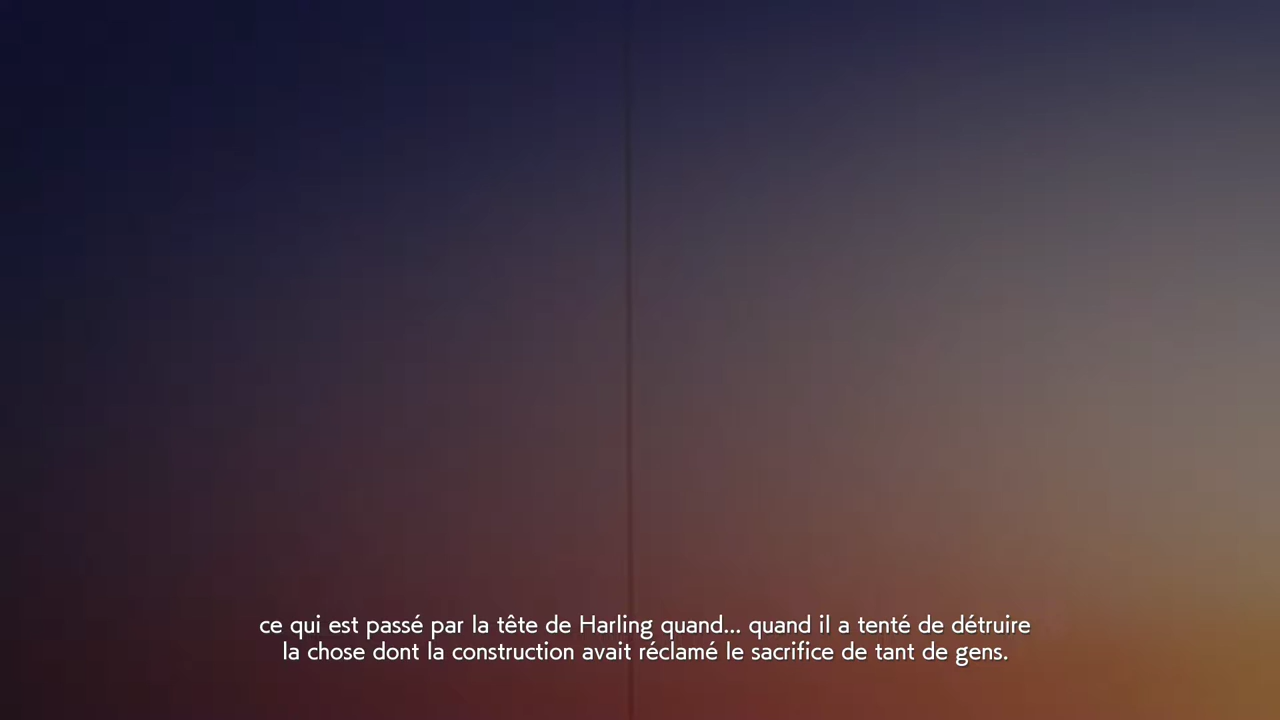 ce qui est passé par la tête de Harling quand... quand il a tenté de détruire
la chose dont la construction avait réclamé le sacrifice de tant de gens.